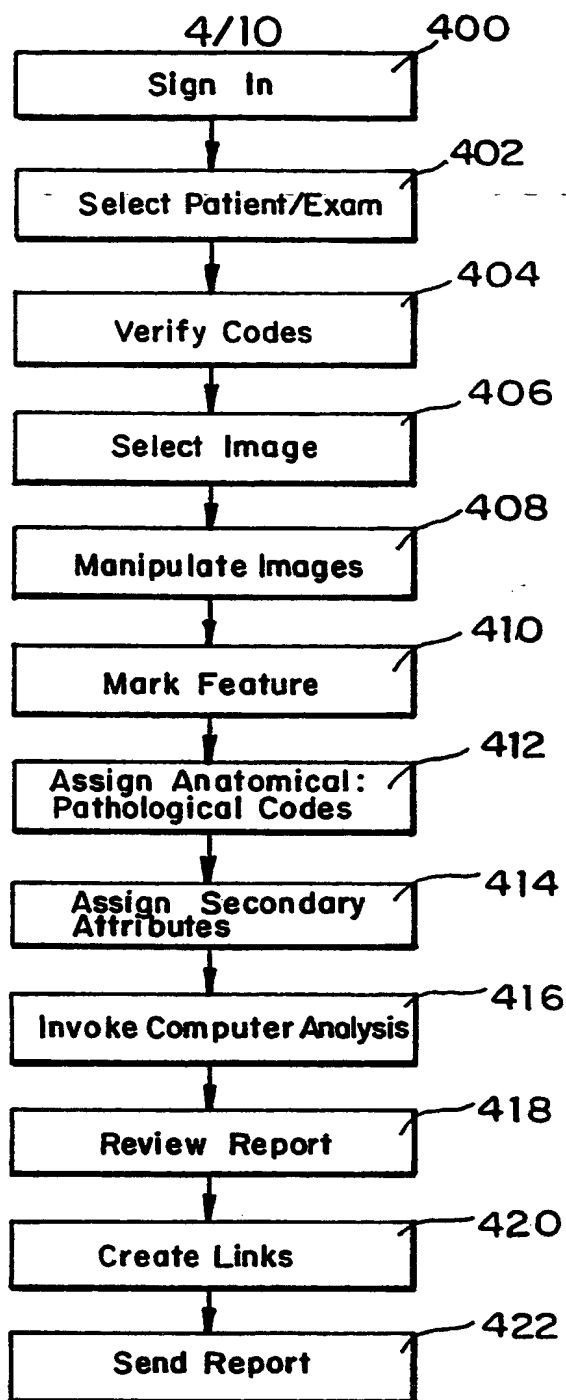 4/10
400
Sign In
402
Select Patient/Exam
404
Verify Codes
406
Select Image
408
Manipulate Images
410
Mark Feature
412
Assign Anatomical:
Pathological Codes
414
Assign Secondary
Attributes
416
Invoke Computer Analysis
418
Review Report
420
Create Links
422
Send Report